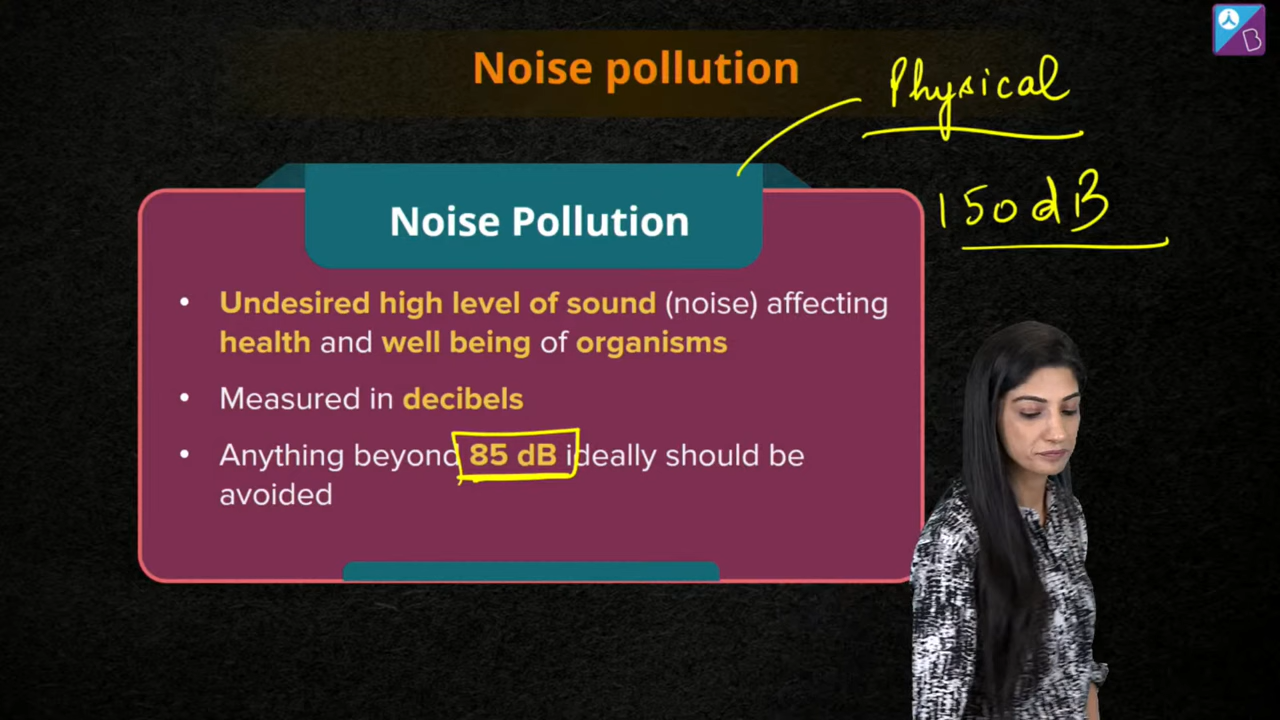 Noise pollution
Physical
150 dB
Noise Pollution
• Undesired high level of sound (noise) affecting
health and well being of organisms
• Measured in decibels
• Anything beyond 85 dB ideally should be
avoided
B